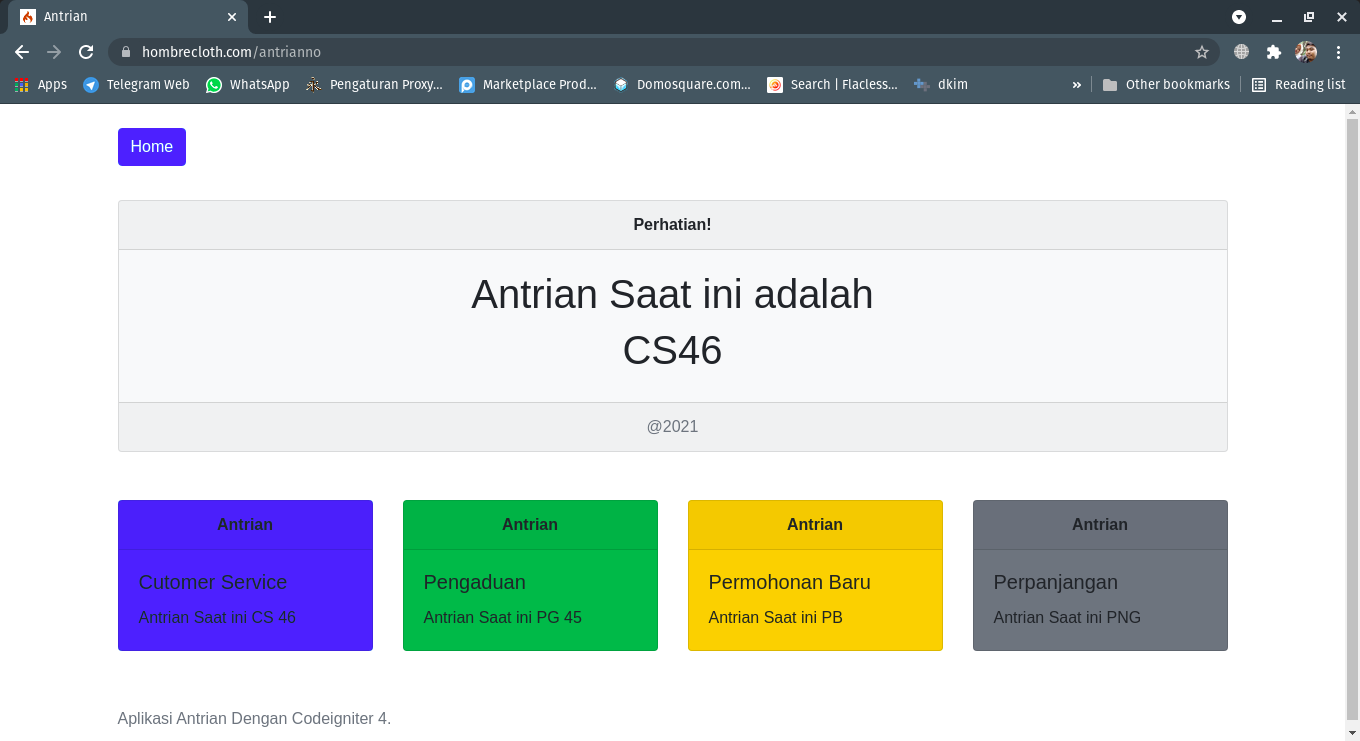 Antrian
hombrecloth.com/antrianno
Apps Telegram Web WhatsApp Pengaturan Proxy... Marketplace Prod... Domosquare.com... Search | Flacless... dkim » Other bookmarks Reading list
Home
Perhatian!
Antrian Saat ini adalah
CS46
@2021
Antrian
Cutomer Service
Antrian Saat ini CS 46
Antrian
Pengaduan
Antrian Saat ini PG 45
Antrian
Permohonan Baru
Antrian Saat ini PB
Antrian
Perpanjangan
Antrian Saat ini PNG
Aplikasi Antrian Dengan Codeigniter 4.